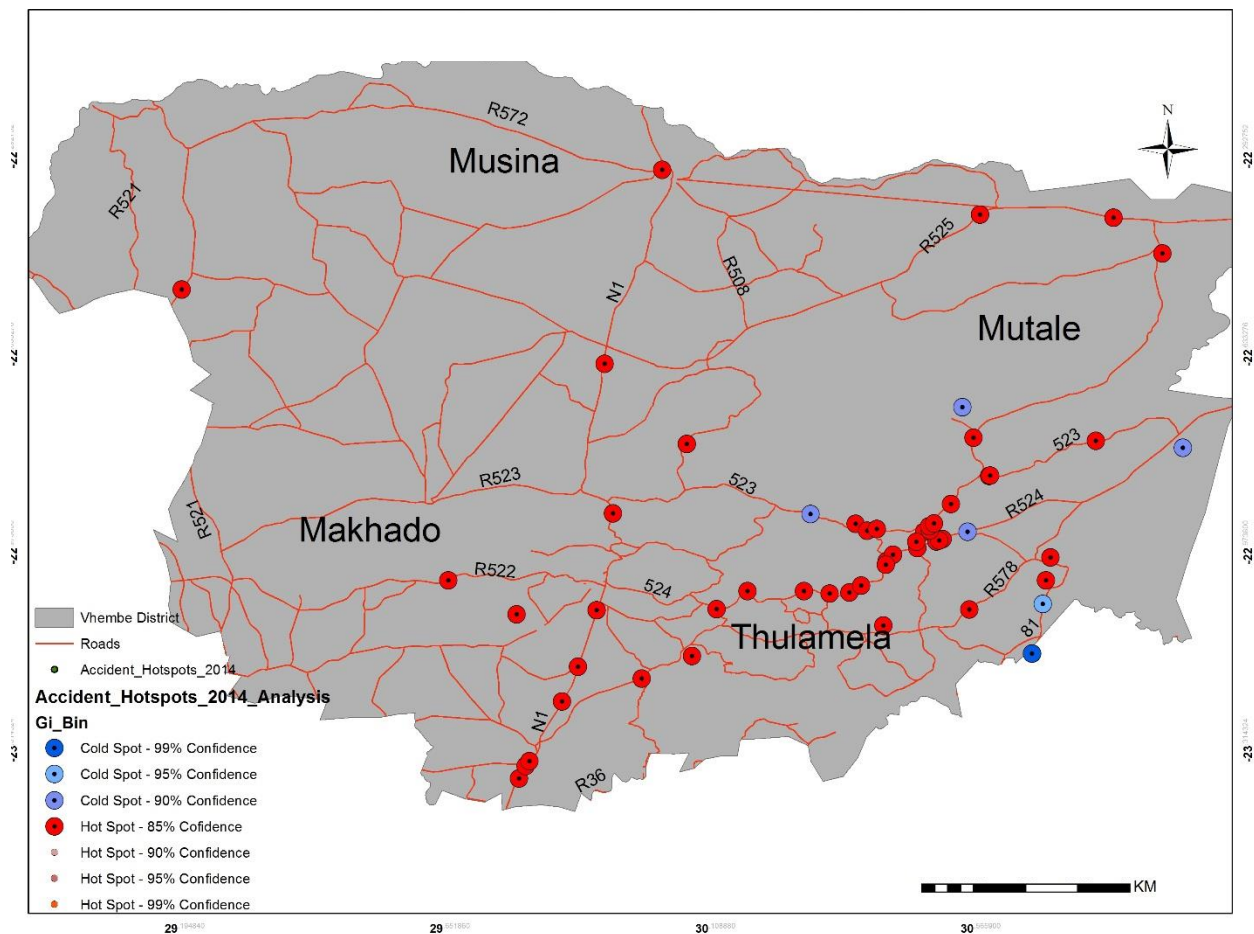 N
R572
Musina
R521
R525
R508
N1
Mutale
523
R523
523
R524
Makhado
R521
R522
524
R578
Thulamela
81
N1
R36
Vhembe District
Roads
Accident_Hotspots_2014
Accident_Hotspots_2014_Analysis
Gi_Bin
Cold Spot - 99% Confidence
Cold Spot - 95% Confidence
Cold Spot - 90% Confidence
Hot Spot - 85% Cofidence
Hot Spot - 90% Confidence
Hot Spot - 95% Confidence
Hot Spot - 99% Confidence
KM
-22
-22
-22
-23
-22
-22
-22
-23
29
29
30
30